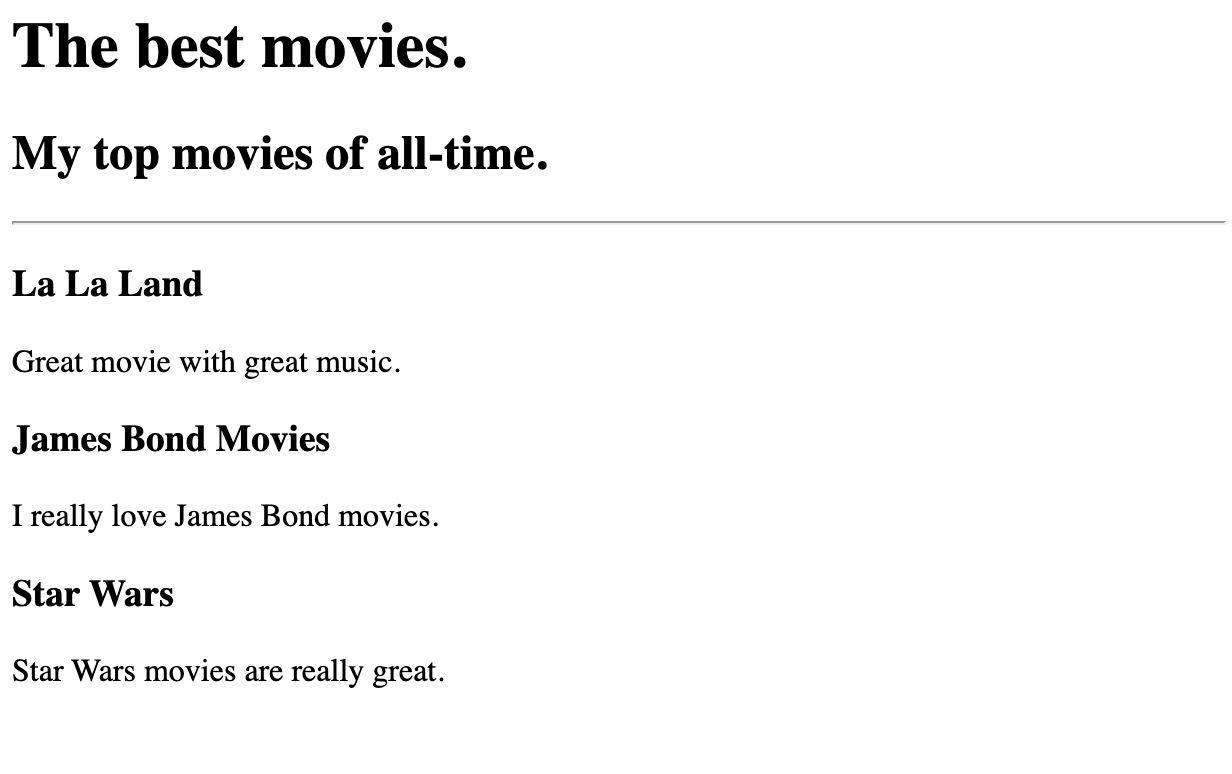 The best movies.
My top movies of all-time.
La La Land
Great movie with great music.
James Bond Movies
I really love James Bond movies.
Star Wars
Star Wars movies are really great.